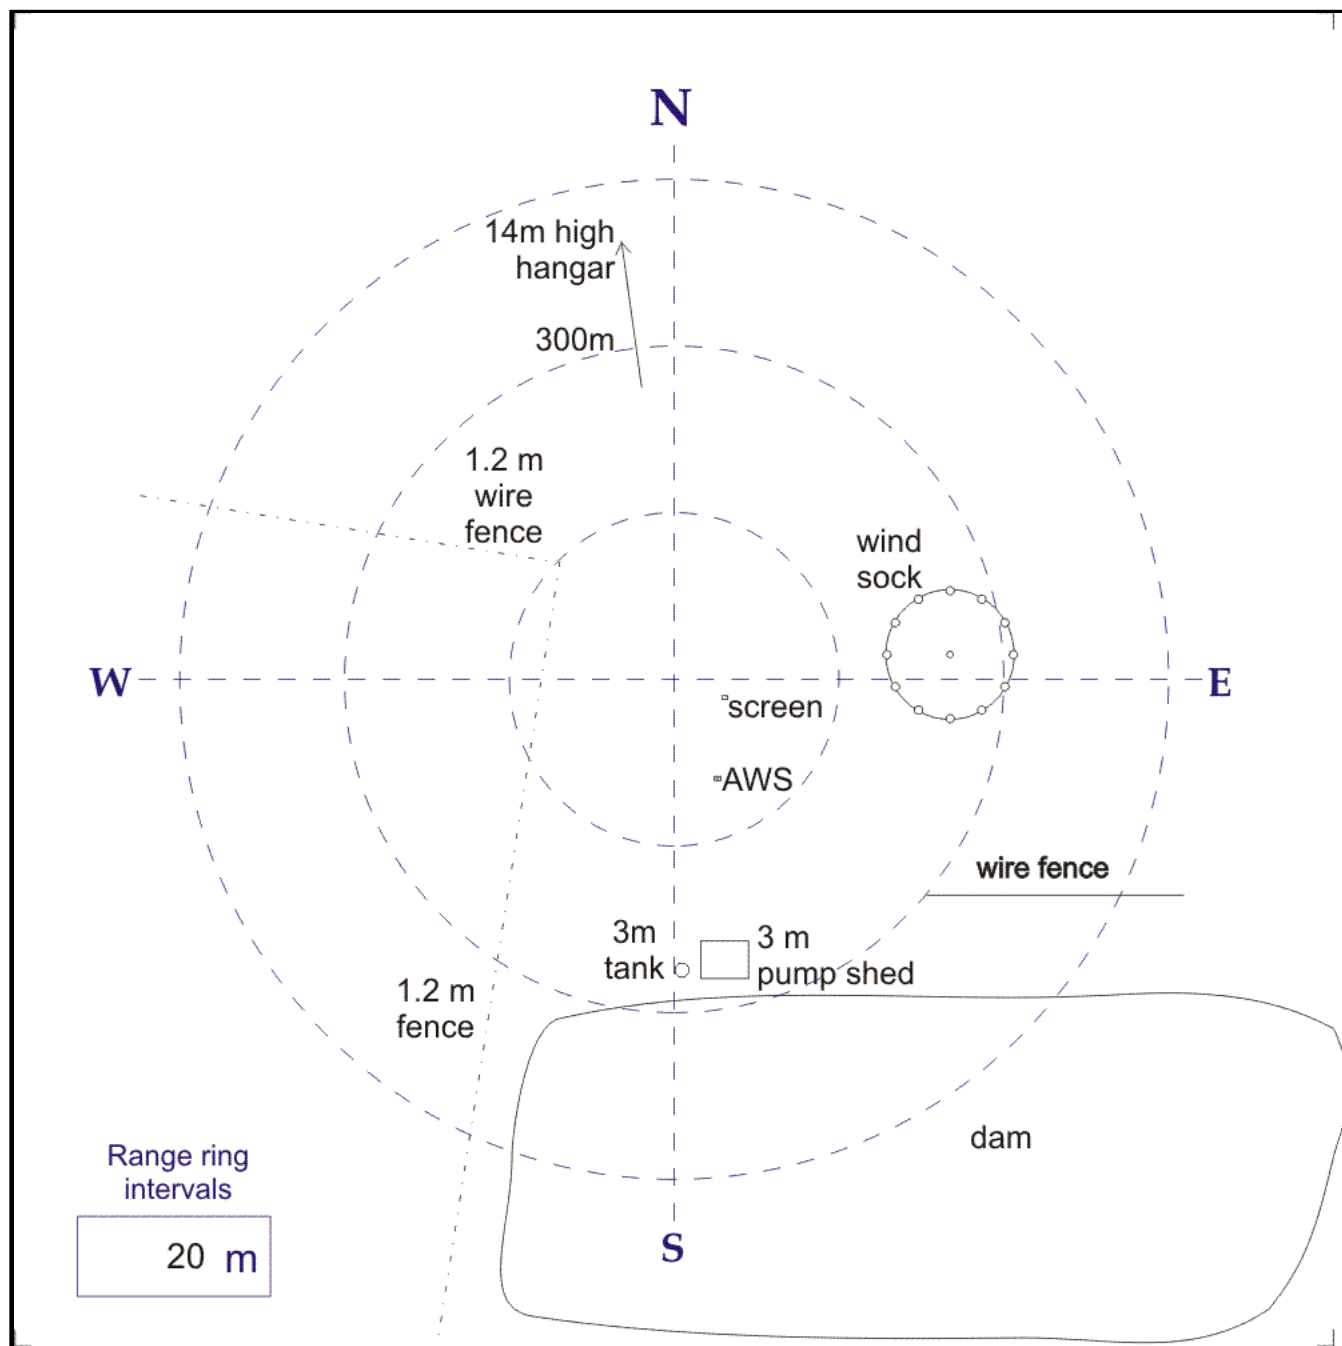 N
14m high
hangar
300m
1.2 m
wire
fence
wind
sock
W
E
screen
AWS
wire fence
3m
tank
3 m
pump shed
1.2 m
fence
dam
Range ring
intervals
20 m
S